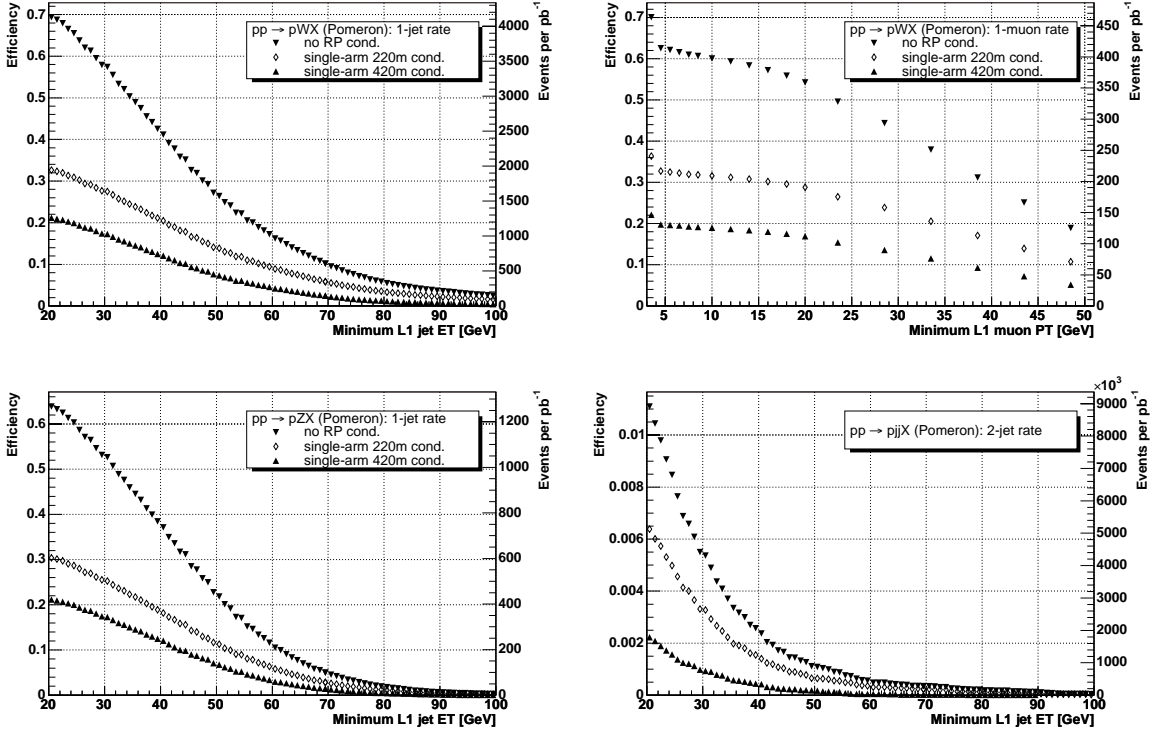 pp → pWX (Pomeron): 1-jet rate
no RP cond.
single-arm 220m cond.
single-arm 420m cond.
Efficiency
Events per pb-1
0.7
0.6
0.5
0.4
0.3
0.2
0.1
0
4000
3500
3000
2500
2000
1500
1000
500
0
20 30 40 50 60 70 80 90 100
Minimum L1 jet ET [GeV]
pp → pWX (Pomeron): 1-muon rate
no RP cond.
single-arm 220m cond.
single-arm 420m cond.
Efficiency
Events per pb-1
0.7
0.6
0.5
0.4
0.3
0.2
0.1
0
450
400
350
300
250
200
150
100
50
0
5 10 15 20 25 30 35 40 45 50
Minimum L1 muon PT [GeV]
pp → pZX (Pomeron): 1-jet rate
no RP cond.
single-arm 220m cond.
single-arm 420m cond.
Efficiency
Events per pb-1
0.6
0.5
0.4
0.3
0.2
0.1
0
1200
1000
800
600
400
200
0
20 30 40 50 60 70 80 90 100
Minimum L1 jet ET [GeV]
pp → pjjX (Pomeron): 2-jet rate
Efficiency
Events per pb-1
×10³
0.01
0.008
0.006
0.004
0.002
0
9000
8000
7000
6000
5000
4000
3000
2000
1000
0
20 30 40 50 60 70 80 90 100
Minimum L1 jet ET [GeV]